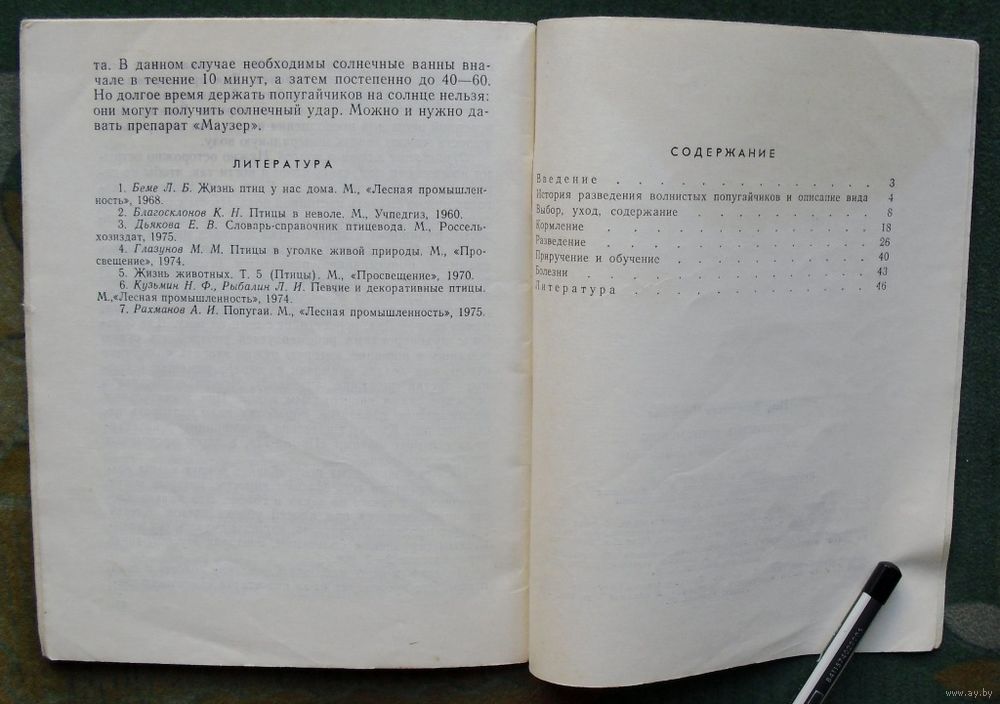 та. В данном случае необходимы солнечные ванны вна-
чале в течение 10 минут, а затем постепенно до 40—60.
Но долгое время держать попугайчиков на солнце нельзя:
они могут получить солнечный удар. Можно и нужно да-
вать препарат «Маузер».
ЛИТЕРАТУРА
1. Беме Л. Б. Жизнь птиц у нас дома. М., «Лесная промышлен-
ность», 1968.
2. Благосклонов К. Н. Птицы в неволе. М., Учпедгиз, 1960.
3. Дьякова Е. В. Словарь-справочник птицевода. М., Россель-
хозиздат, 1975.
4. Глазунов М. М. Птицы в уголке живой природы. М., «Про-
свещение», 1974.
5. Жизнь животных. Т. 5 (Птицы). М., «Просвещение», 1970.
6. Кузьмин Н. Ф., Рыбалин Л. И. Певчие и декоративные птицы.
М.,«Лесная промышленность», 1974.
7. Рахманов А. И. Попугаи. М., «Лесная промышленность», 1975.
СОДЕРЖАНИЕ
Введение . . . . . . . . . . . . 3
История разведения волнистых попугайчиков и описание вида 4
Выбор, уход, содержание . . . . . . . . 8
Кормление . . . . . . . . . . . . 18
Разведение . . . . . . . . . . . . 26
Приручение и обучение . . . . . . . . . 40
Болезни . . . . . . . . . . . . . 43
Литература . . . . . . . . . . . 46
www.ay.by